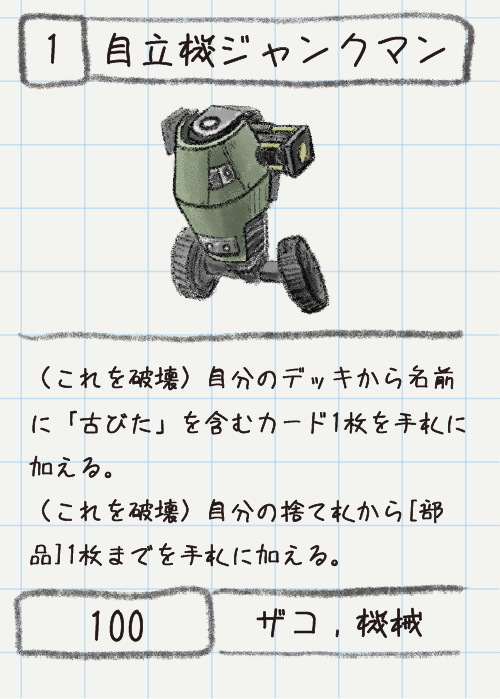 1 自立機ジャンクマン
（これを破壊）自分のデッキから名前
に「古びた」を含むカード1枚を手札に
加える。
（これを破壊）自分の捨て札から[部
品]1枚までを手札に加える。
100 ザコ , 機械